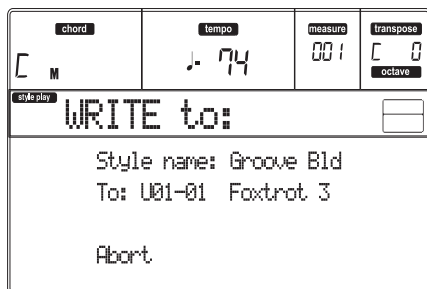 chord tempo measure transpose
C M ♩= 74 001 C 0
octave
style play
WRITE to:
Style name: Groove Bld
To: U01-01 Foxtrot 3
Abort